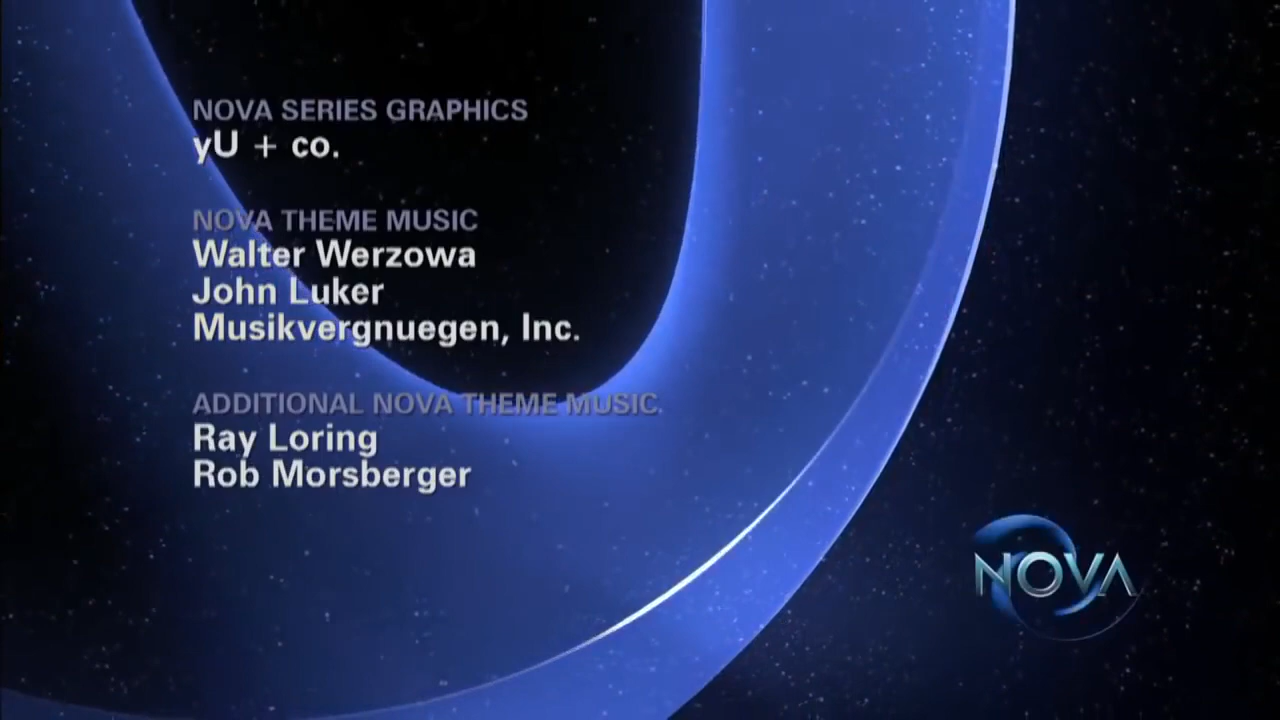 NOVA SERIES GRAPHICS
yU + co.
NOVA THEME MUSIC
Walter Werzowa
John Luker
Musikvergnuegen, Inc.
ADDITIONAL NOVA THEME MUSIC
Ray Loring
Rob Morsberger
NOVA